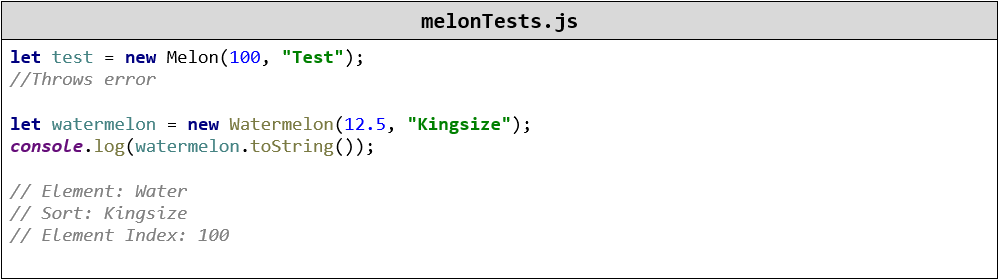 melonTests.js
let test = new Melon(100, "Test");
//Throws error
let watermelon = new Watermelon(12.5, "Kingsize");
console.log(watermelon.toString());
// Element: Water
// Sort: Kingsize
// Element Index: 100